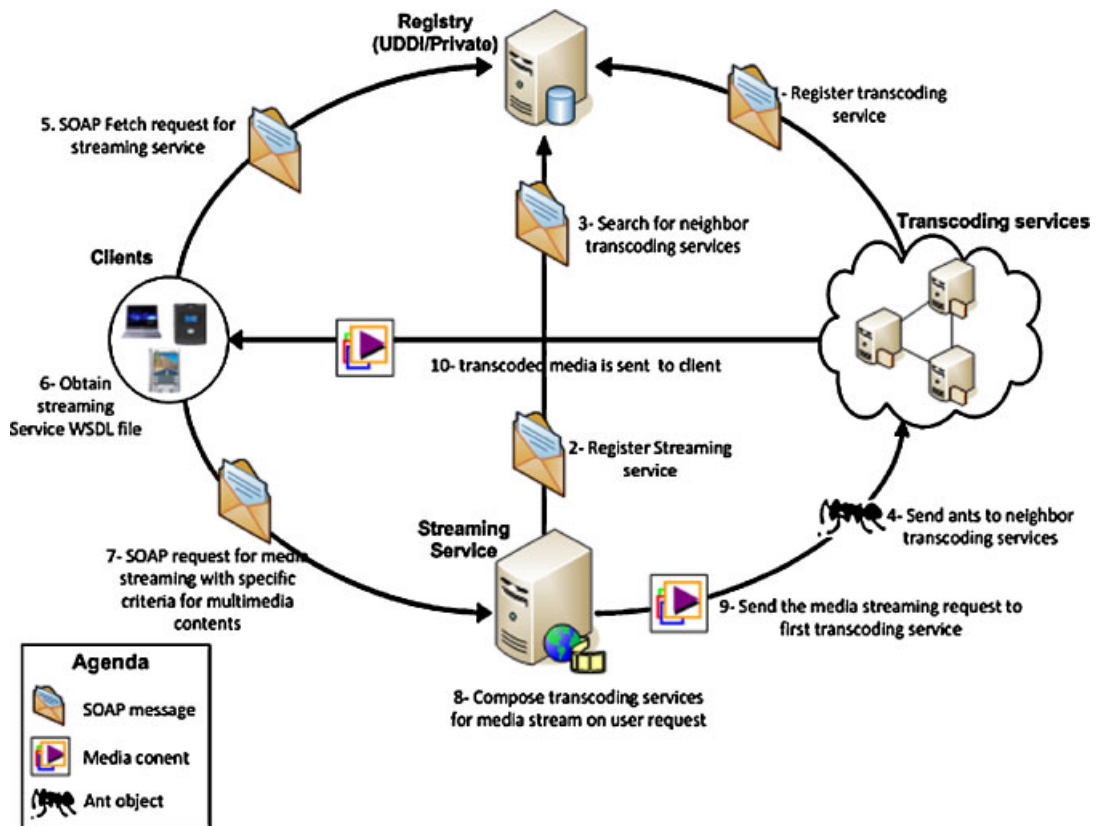 Registry
(UDDI/Private)
- Register transcoding
service
5. SOAP Fetch request for
streaming service
3- Search for neighbor
transcoding services
Transcoding services
Clients
10- transcoded media is sent to client
6- Obtain
streaming
Service WSDL file
2- Register Streaming
service
Streaming
Service
4- Send ants to neighbor
transcoding services
7- SOAP request for media
streaming with specific
criteria for multimedia
contents
9- Send the media streaming request to
first transcoding service
8- Compose transcoding services
for media stream on user request
Agenda
SOAP message
Media conent
Ant object